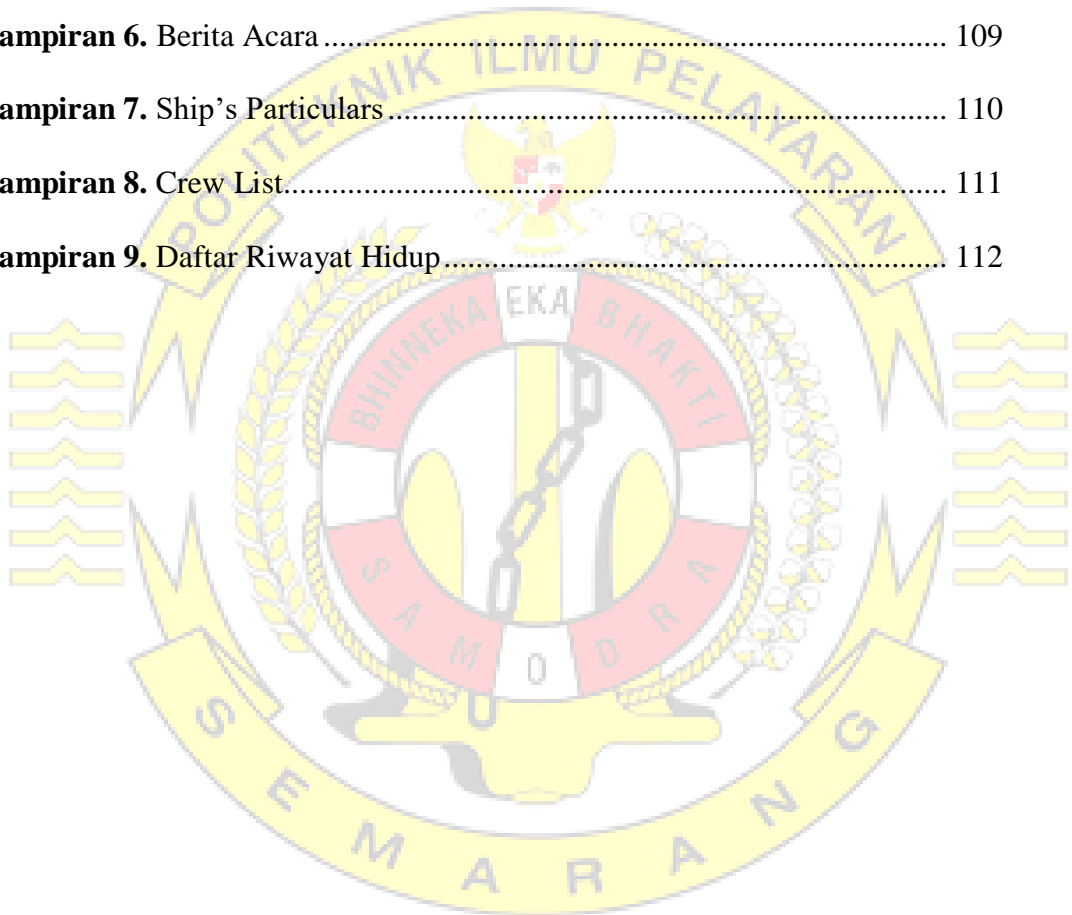 ampiran 6. Berita Acara ........................................................................... 109
ampiran 7. Ship’s Particulars ................................................................... 110
ampiran 8. Crew List ................................................................................ 111
ampiran 9. Daftar Riwayat Hidup ............................................................ 112
POLITEKNIK ILMU PELAYARAN
BHINNEKA EKA BHAKTI
SAMODRA
SEMARANG